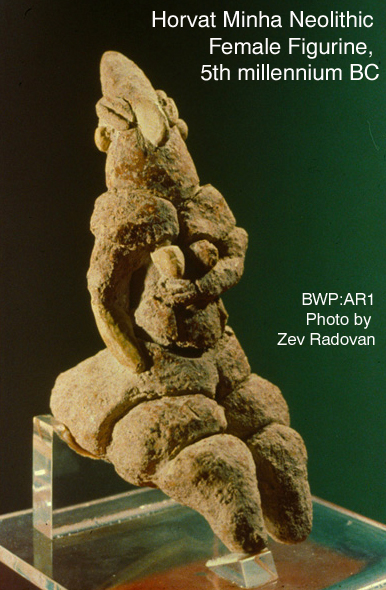 Horvat Minha Neolithic
Female Figurine,
5th millennium BC
BWP:AR1
Photo by
Zev Radovan